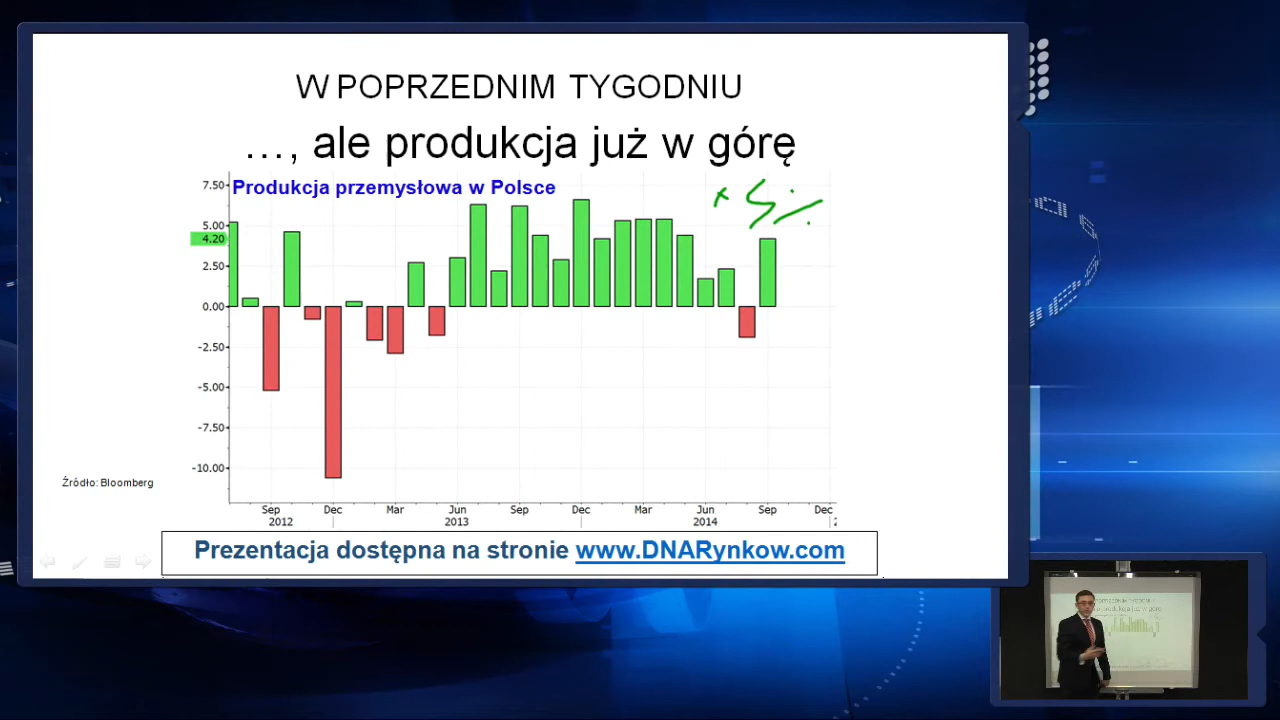 W POPRZEDNIM TYGODNIU
…, ale produkcja już w górę
Produkcja przemysłowa w Polsce
7.50
5.00
4.20
2.50
0.00
-2.50
-5.00
-7.50
-10.00
Źródło: Bloomberg
Sep Dec Mar Jun Sep Dec Mar Jun Sep Dec
2012 2013 2014
Prezentacja dostępna na stronie www.DNARynkow.com